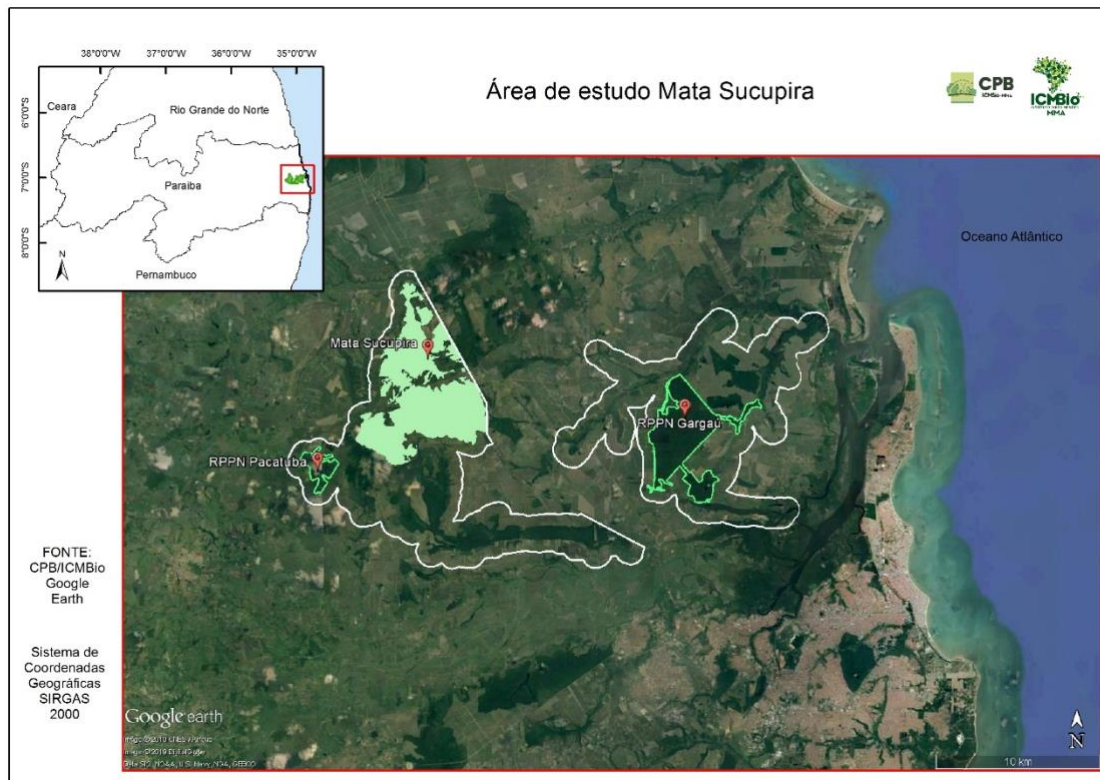 38°0'0"W 37°0'0"W 36°0'0"W 35°0'0"W
6°0'0"S
7°0'0"S
8°0'0"S
Ceara
Rio Grande do Norte
Paraiba
Pernambuco
N
Área de estudo Mata Sucupira
CPB
ICMBio-MMA
ICMBio
MMA
Oceano Atlântico
Mata Sucupira
RPPN Gargaú
RPPN Pacatuba
FONTE:
CPB/ICMBio
Google
Earth
Sistema de
Coordenadas
Geográficas
SIRGAS
2000
Google earth
N
10 km